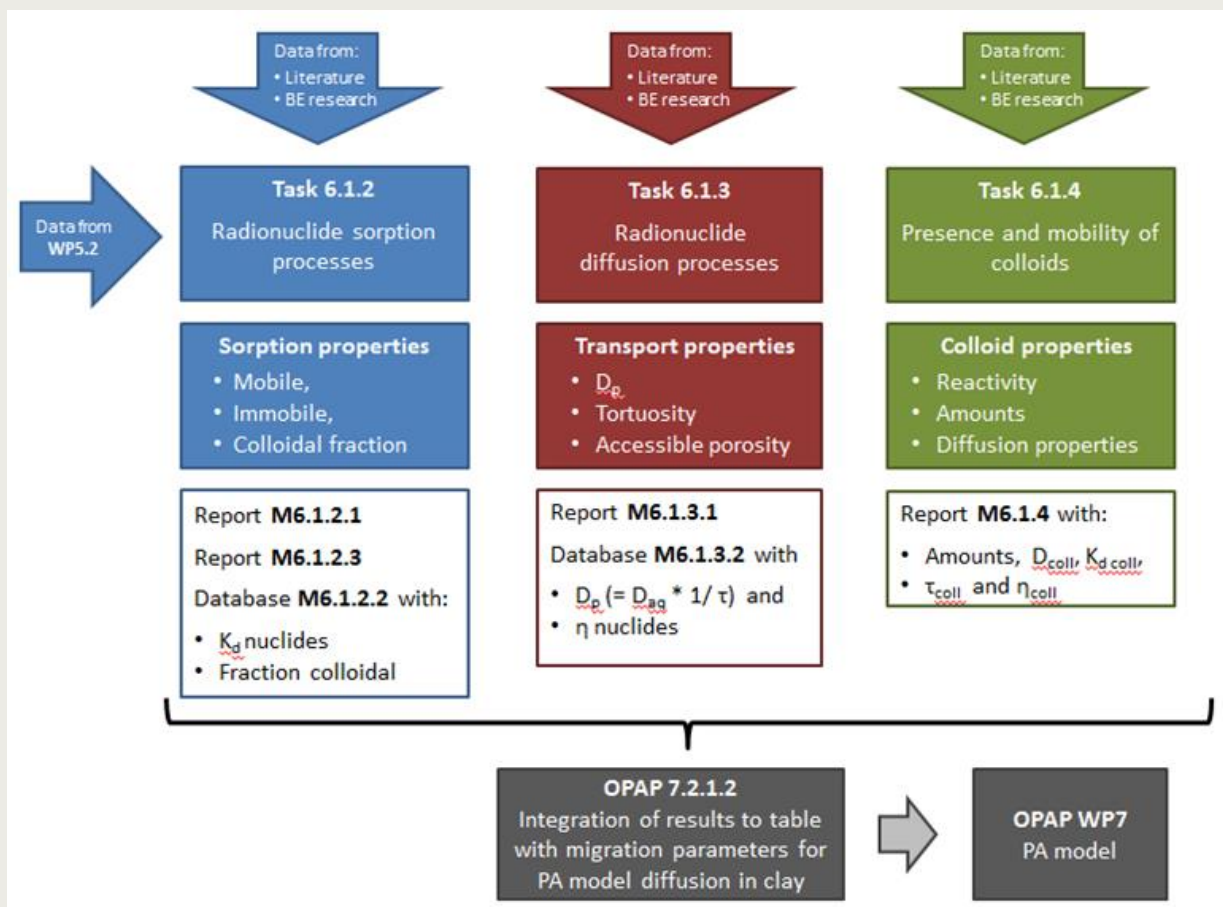 Data from:
• Literature
• BE research
Data from:
• Literature
• BE research
Data from:
• Literature
• BE research
Data from
WP5.2
Task 6.1.2
Radionuclide sorption
processes
Task 6.1.3
Radionuclide
diffusion processes
Task 6.1.4
Presence and mobility of
colloids
Sorption properties
• Mobile,
• Immobile,
• Colloidal fraction
Transport properties
• Dp
• Tortuosity
• Accessible porosity
Colloid properties
• Reactivity
• Amounts
• Diffusion properties
Report M6.1.2.1
Report M6.1.2.3
Database M6.1.2.2 with:
• Kd nuclides
• Fraction colloidal
Report M6.1.3.1
Database M6.1.3.2 with
• Dp (= Daq * 1/ τ) and
• η nuclides
Report M6.1.4 with:
• Amounts, Dcoll, Kd coll,
• τcoll and ηcoll
OPAP 7.2.1.2
Integration of results to table
with migration parameters for
PA model diffusion in clay
OPAP WP7
PA model